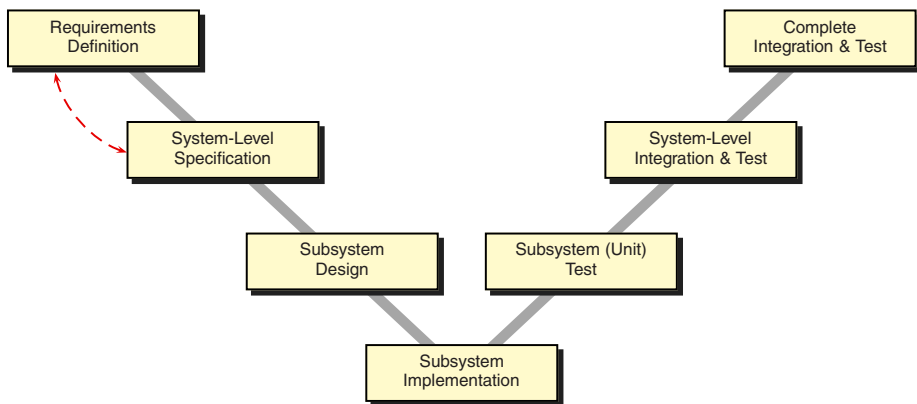 Requirements
Definition
Complete
Integration & Test
System-Level
Specification
System-Level
Integration & Test
Subsystem
Design
Subsystem (Unit)
Test
Subsystem
Implementation